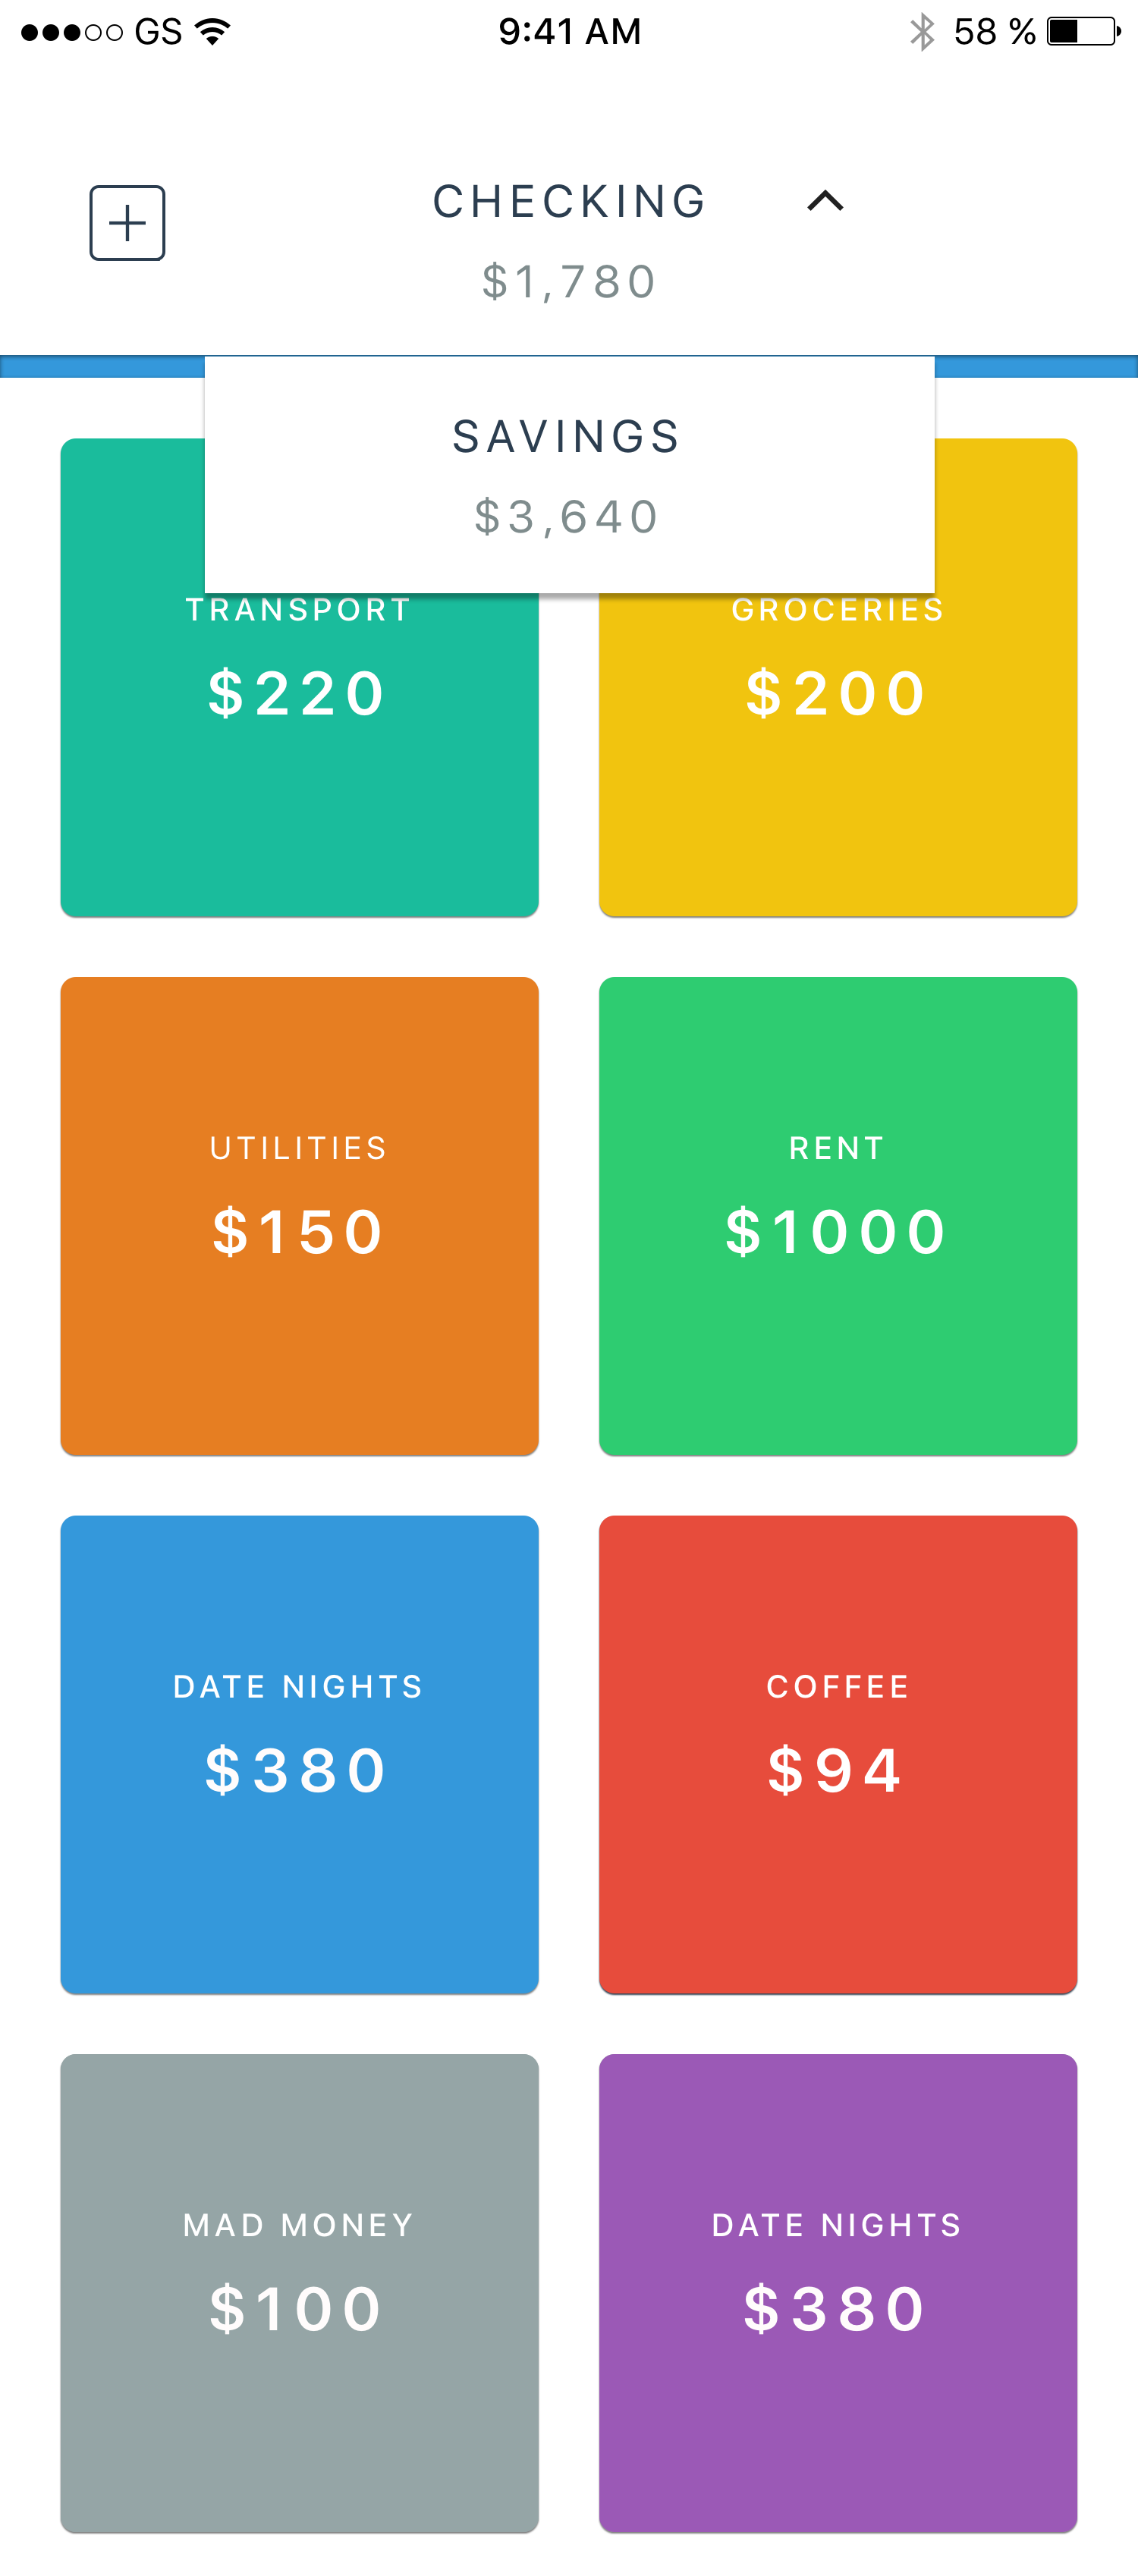 GS 9:41 AM 58 %
CHECKING
$1,780
SAVINGS
$3,640
TRANSPORT
$220
GROCERIES
$200
UTILITIES
$150
RENT
$1000
DATE NIGHTS
$380
COFFEE
$94
MAD MONEY
$100
DATE NIGHTS
$380